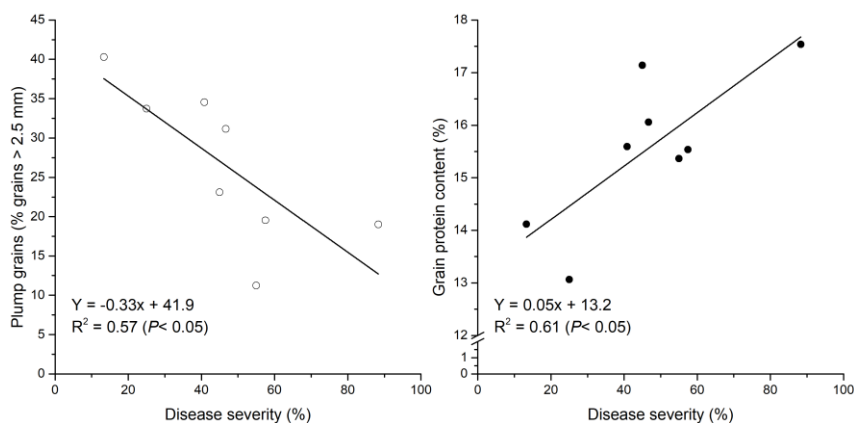 45
40
35
30
25
20
15
10
5
0
Plump grains (% grains > 2.5 mm)
Y = -0.33x + 41.9
R² = 0.57 (P< 0.05)
0 20 40 60 80 100
Disease severity (%)
18
17
16
15
14
13
12
1
0
Grain protein content (%)
Y = 0.05x + 13.2
R² = 0.61 (P< 0.05)
0 20 40 60 80 100
Disease severity (%)